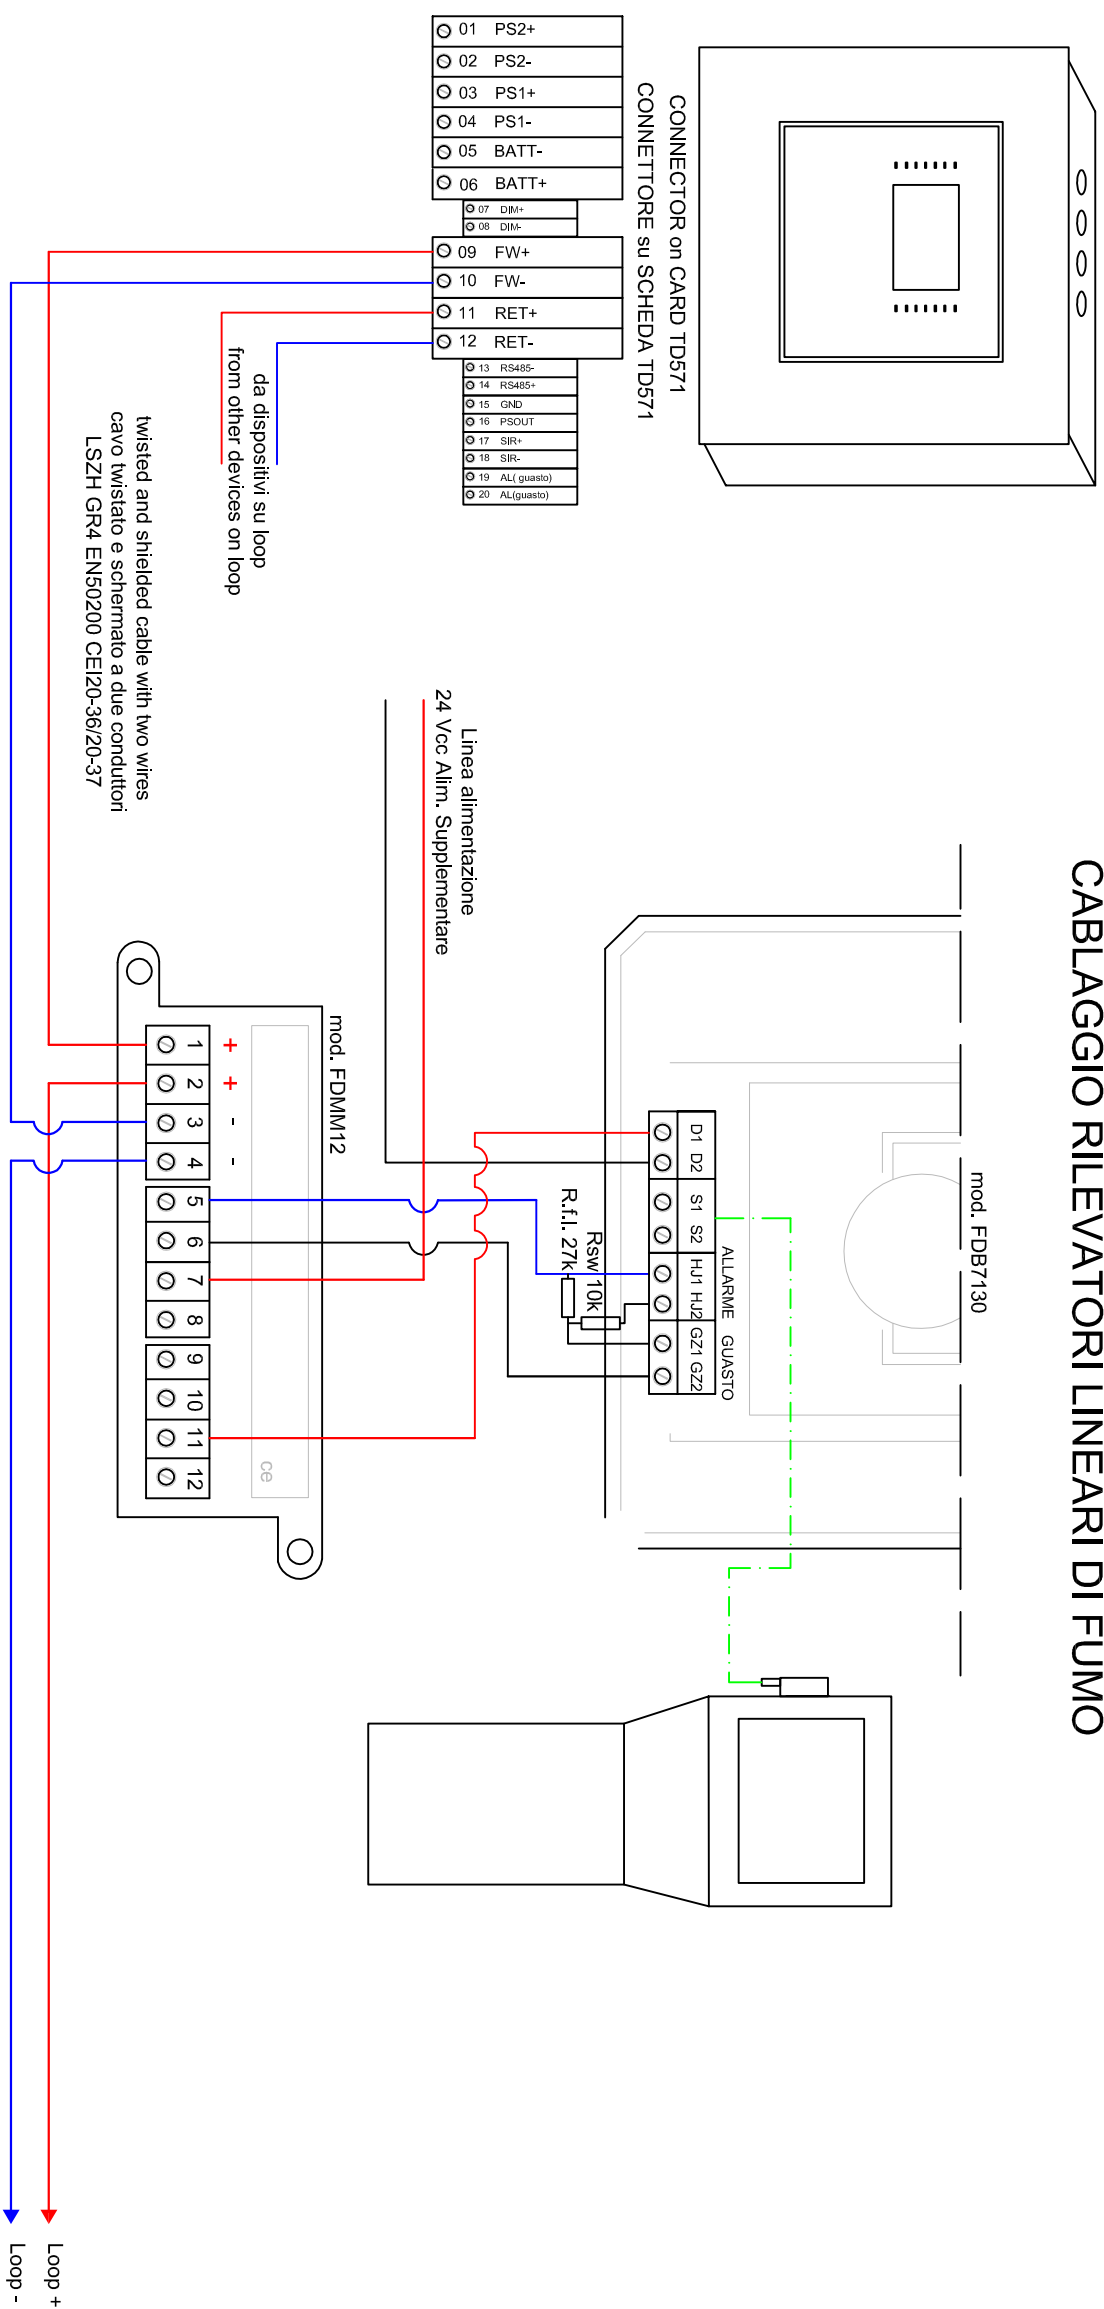 CABLAGGIO RILEVATORI LINEARI DI FUMO
CONNECTOR on CARD TD571
CONNETTORE su SCHEDA TD571
01 PS2+
02 PS2-
03 PS1+
04 PS1-
05 BATT-
06 BATT+
07 DIM+
08 DIM-
09 FW+
10 FW-
11 RET+
12 RET-
13 RS485-
14 RS485+
15 GND
16 PSOUT
17 SIR+
18 SIR-
19 AL( guasto)
20 AL(guasto)
da dispositivi su loop
from other devices on loop
twisted and shielded cable with two wires
cavo twistato e schermato a due conduttori
LSZH GR4 EN50200 CEI20-36/20-37
Linea alimentazione
24 Vcc Alim. Supplementare
mod. FDB7130
ALLARME GUASTO
D1 D2 S1 S2 HJ1 HJ2 GZ1 GZ2
Rsw 10k
R.f.l. 27k
mod. FDMM12
ce
+ + - -
1 2 3 4 5 6 7 8 9 10 11 12
Loop +
Loop -